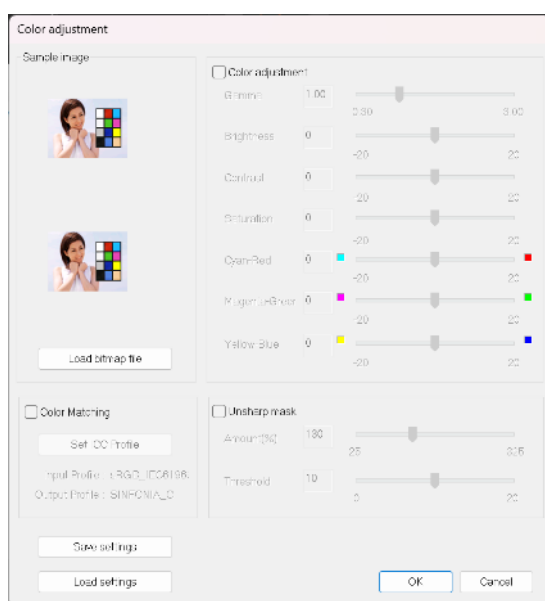 Color adjustment
Sample image
Load bitmap file
Color adjustment
Gamma 1.00
3.00
Brightness 0
-20 20
Contrast 0
-20 20
Saturation 0
-20 20
Cyan-Red 0
-20 20
Magenta-Green 0
-20 20
Yellow-Blue 0
-20 20
Color Matching
Set ICC Profile
Input Profile : sRGB_IEC6196.
Output Profile : SINFONIA_C
Unsharp mask
Amount(%) 130
25 325
Threshold 10
0 20
Save settings
Load settings
OK Cancel